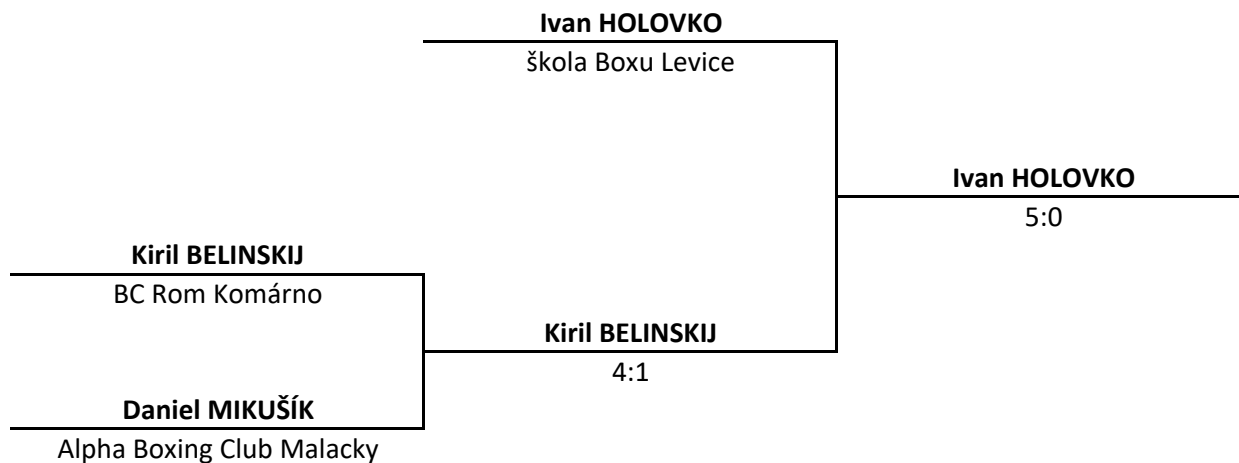 Ivan HOLOVKO
škola Boxu Levice
Ivan HOLOVKO
5:0
Kiril BELINSKIJ
BC Rom Komárno
Kiril BELINSKIJ
4:1
Daniel MIKUŠÍK
Alpha Boxing Club Malacky